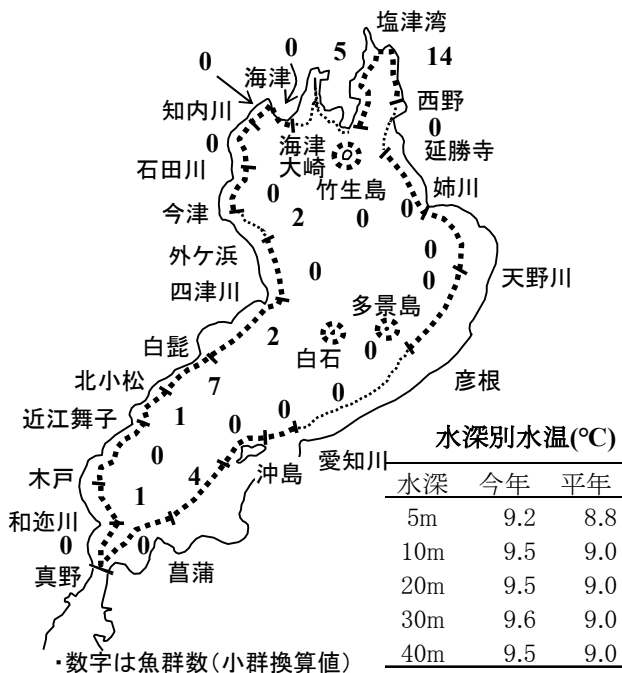 塩津湾
0 5 14
0 海津
知内川 西野
0 海津 0
大崎 延勝寺
石田川 竹生島 姉川
0
今津 2 0 0
外ケ浜 0
0 0 天野川
四津川 多景島
白髭 2 白石 0
北小松 7 0 彦根
近江舞子 1 0 0
沖島 愛知川
0
木戸 4
1
和迩川
0 0
真野 菖蒲
水深別水温(℃)
水深 今年 平年
5m 9.2 8.8
10m 9.5 9.0
20m 9.5 9.0
30m 9.6 9.0
40m 9.5 9.0
・数字は魚群数(小群換算値)